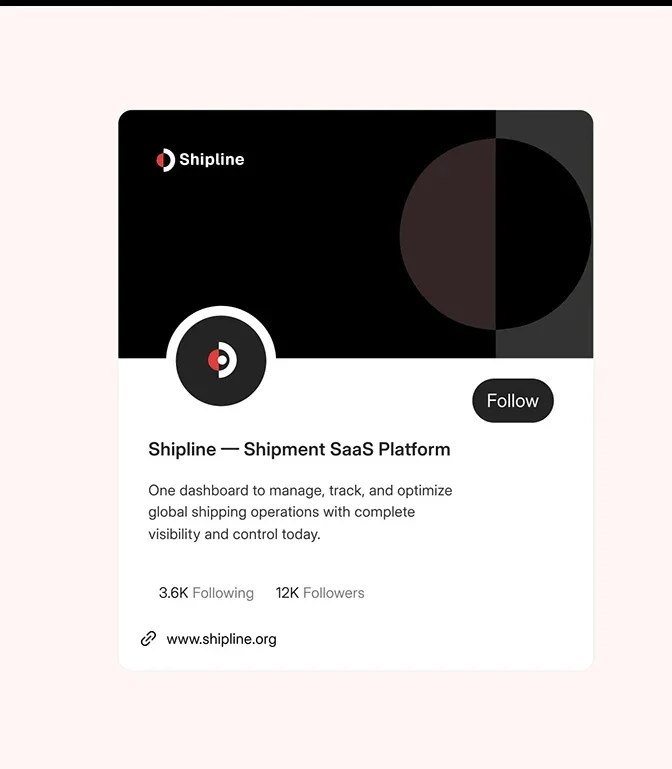 Shipline
Follow
Shipline — Shipment SaaS Platform
One dashboard to manage, track, and optimize
global shipping operations with complete
visibility and control today.
3.6K Following 12K Followers
www.shipline.org